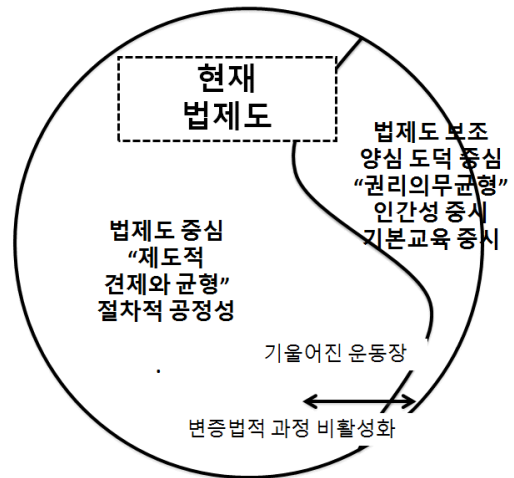 현재
법제도
법제도 보조
양심 도덕 중심
“권리의무균형”
인간성 중시
기본교육 중시
법제도 중심
“제도적
견제와 균형”
절차적 공정성
기울어진 운동장
변증법적 과정 비활성화